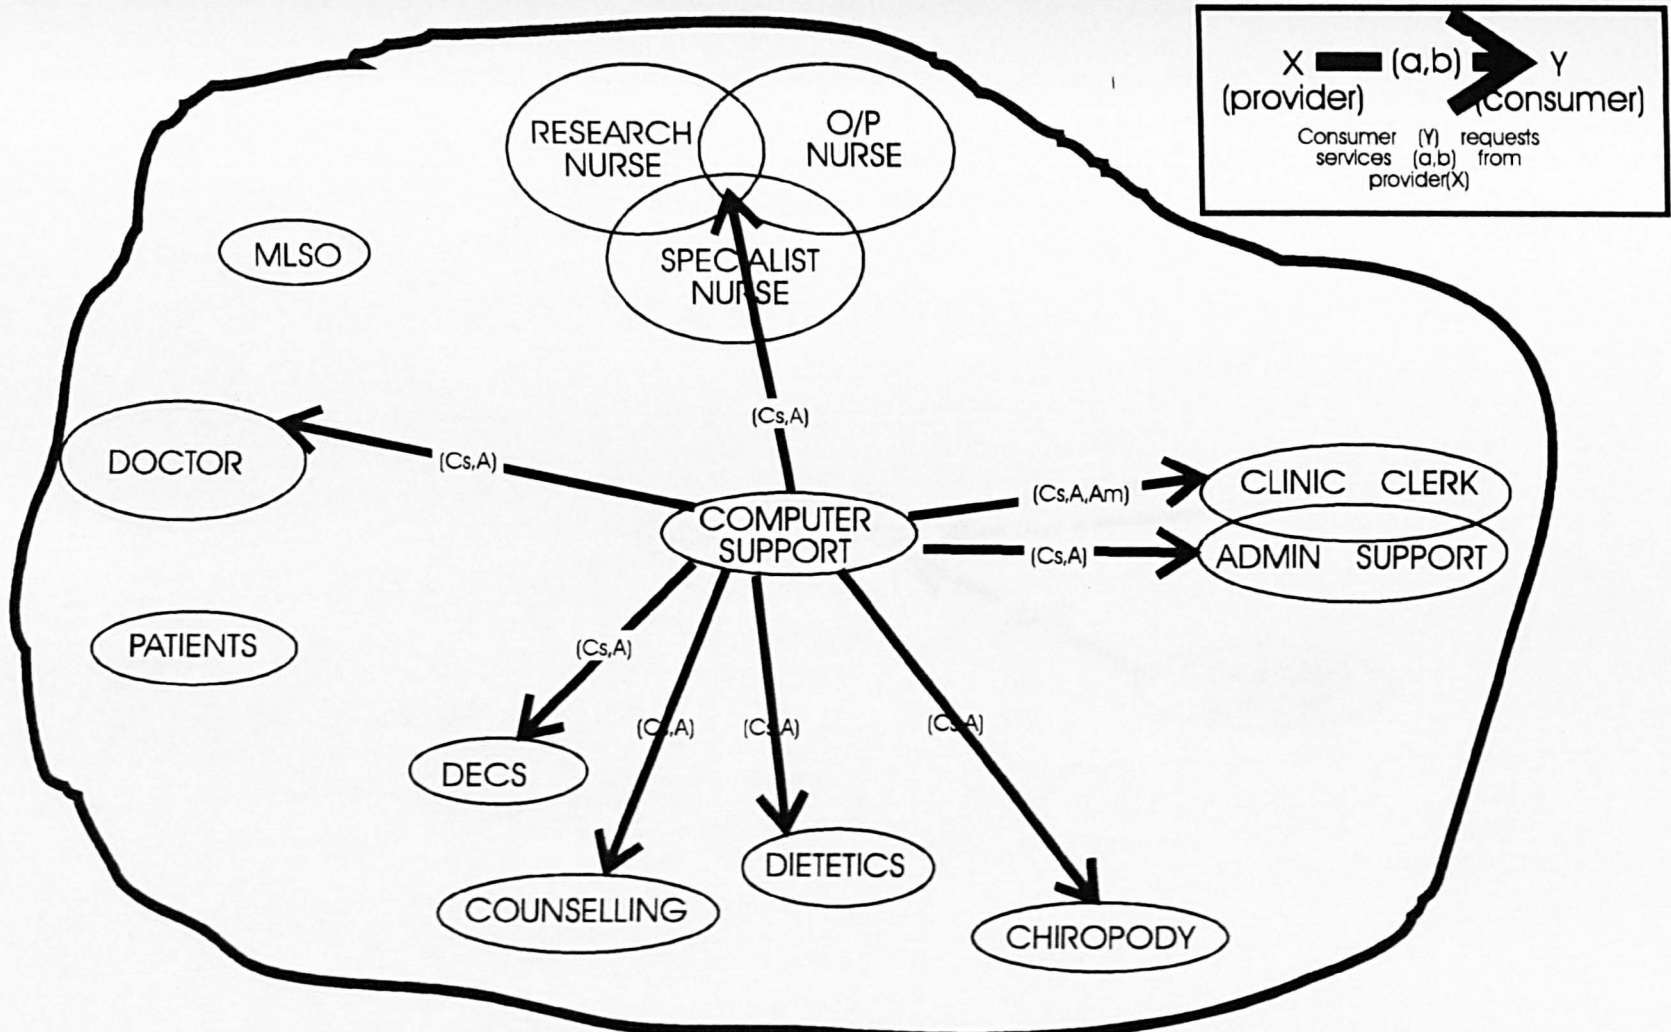 X (a,b) Y
(provider) (consumer)
Consumer (Y) requests
services (a,b) from
provider(X)
RESEARCH
NURSE
O/P
NURSE
MLSO
SPECIALIST
NURSE
(Cs,A)
DOCTOR
(Cs,A)
(Cs,A,Am)
CLINIC CLERK
COMPUTER
SUPPORT
(Cs,A)
ADMIN SUPPORT
PATIENTS
(Cs,A)
(Cs,A)
(Cs,A)
(Cs,A)
DECS
DIETETICS
COUNSELLING
CHIROPODY